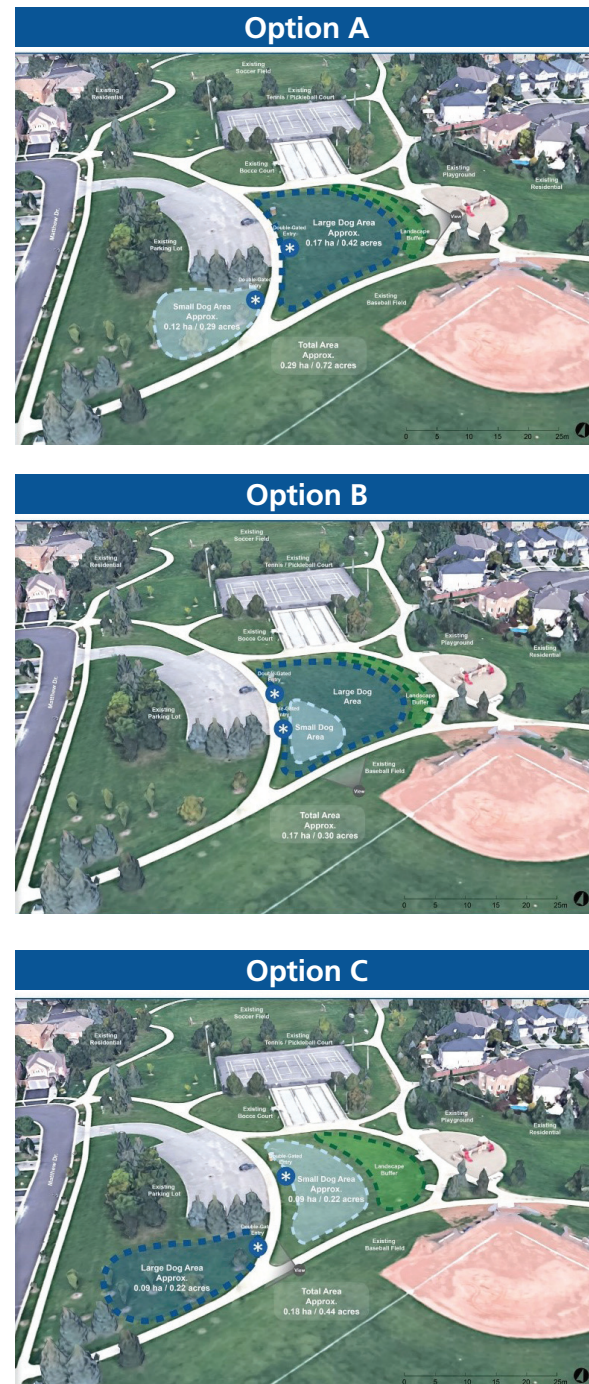 Option A
Existing
Soccer Field
Existing
Residential
Existing
Tennis / Pickleball Court
Existing
Bocce Court
Existing
Playground
Existing
Residential
Matthew Dr.
View
Large Dog Area
Approx.
0.17 ha / 0.42 acres
Double-Gated
Entry
Landscape
Buffer
Existing
Parking Lot
Double-Gated
Entry
Existing
Baseball Field
Small Dog Area
Approx.
0.12 ha / 0.29 acres
Total Area
Approx.
0.29 ha / 0.72 acres
0 5 10 15 20 25m
Option B
Existing
Soccer Field
Existing
Residential
Existing
Tennis / Pickleball Court
Existing
Bocce Court
Existing
Playground
Existing
Residential
Matthew Dr.
Double-Gated
Entry
Large Dog
Area
Landscape
Buffer
Existing
Parking Lot
Entry
Small Dog
Area
Existing
Baseball Field
View
Total Area
Approx.
0.17 ha / 0.30 acres
0 5 10 15 20 25m
Option C
Existing
Soccer Field
Existing
Residential
Existing
Tennis / Pickleball Court
Existing
Bocce Court
Existing
Playground
Existing
Residential
Matthew Dr.
Double-Gated
Entry
Landscape
Buffer
Small Dog Area
Approx.
0.09 ha / 0.22 acres
Existing
Parking Lot
Double-Gated
Entry
Existing
Baseball Field
View
Large Dog Area
Approx.
0.09 ha / 0.22 acres
Total Area
Approx.
0.18 ha / 0.44 acres
0 5 10 15 20 25m